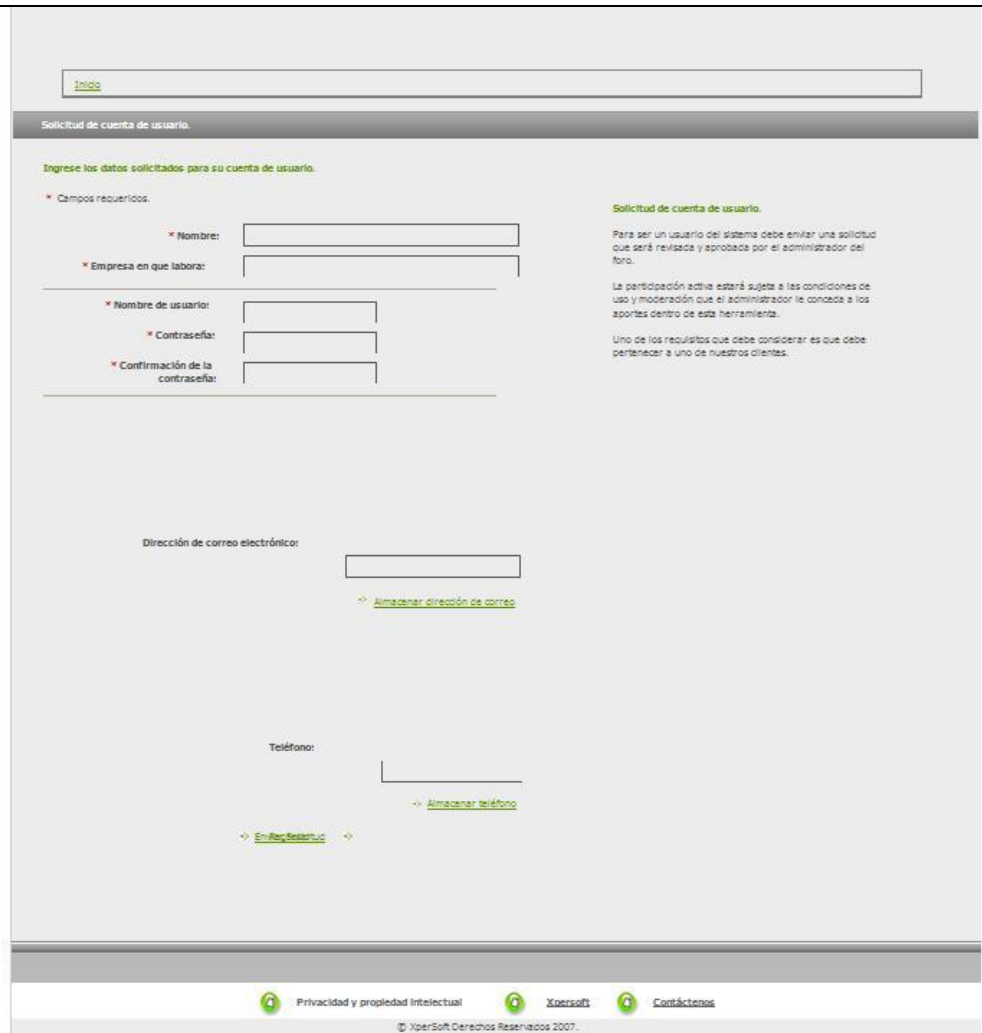 Inicio
Solicitud de cuenta de usuario.
Ingrese los datos solicitados para su cuenta de usuario.
* Campos requeridos.
* Nombre:
* Empresa en que labora:
* Nombre de usuario:
* Contraseña:
* Confirmación de la
contraseña:
Solicitud de cuenta de usuario.
Para ser un usuario del sistema debe enviar una solicitud
que será revisada y aprobada por el administrador del
foro.
La participación activa estará sujeta a las condiciones de
uso y moderación que el administrador le conceda a los
aportes dentro de esta herramienta.
Uno de los requisitos que debe considerar es que debe
pertenecer a uno de nuestros clientes.
Dirección de correo electrónico:
-> Almacenar dirección de correo
Teléfono:
-> Almacenar teléfono
-> ->
Privacidad y propiedad intelectual
Xpersoft
Contáctenos
© XperSoft Derechos Reservados 2007.